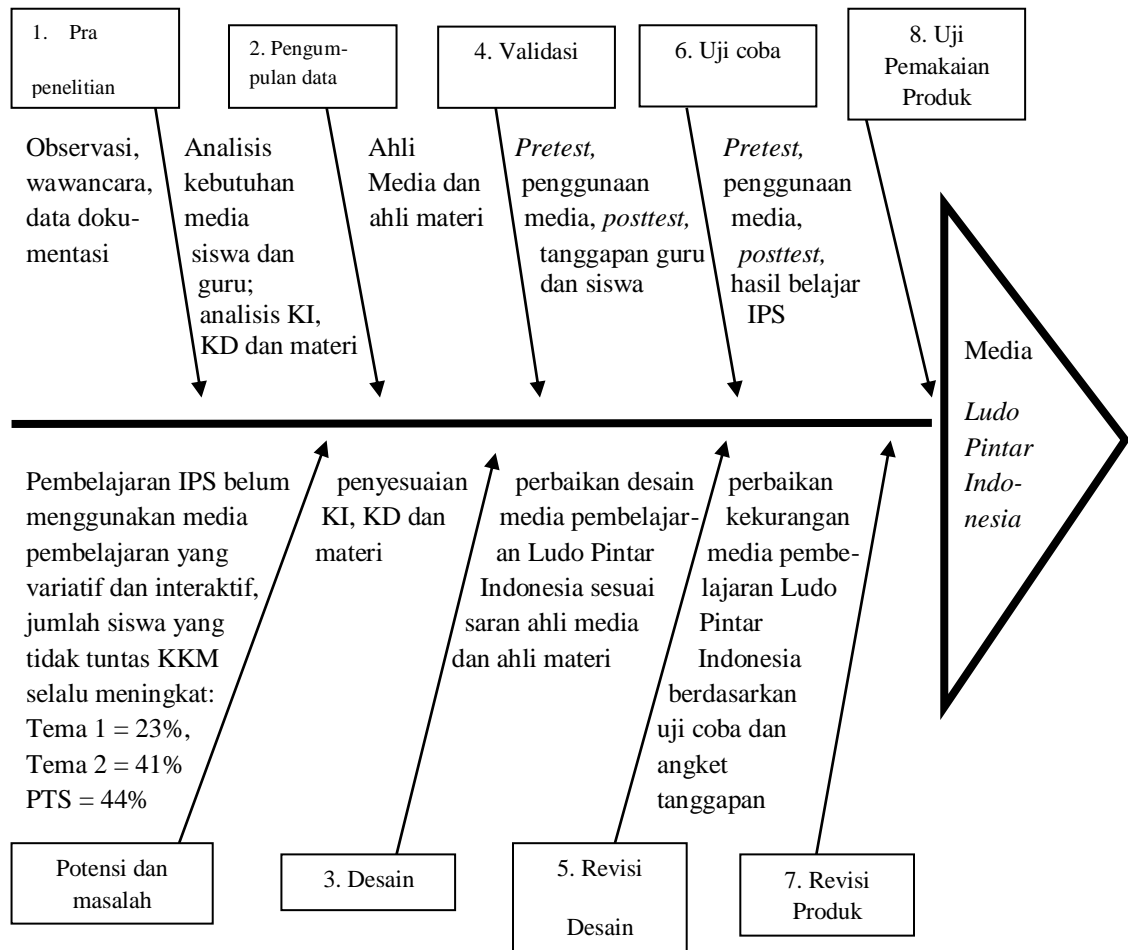 1. Pra
penelitian
2. Pengum-
pulan data
4. Validasi
6. Uji coba
8. Uji
Pemakaian
Produk
Observasi,
wawancara,
data doku-
mentasi
Analisis
kebutuhan
media
siswa dan
guru;
analisis KI,
KD dan materi
Ahli
Media dan
ahli materi
Pretest,
penggunaan
media, posttest,
tanggapan guru
dan siswa
Pretest,
penggunaan
media,
posttest,
hasil belajar
IPS
Media
Ludo
Pintar
Indo-
nesia
Pembelajaran IPS belum
menggunakan media
pembelajaran yang
variatif dan interaktif,
jumlah siswa yang
tidak tuntas KKM
selalu meningkat:
Tema 1 = 23%,
Tema 2 = 41%
PTS = 44%
penyesuaian
KI, KD dan
materi
perbaikan desain
media pembelajar-
an Ludo Pintar
Indonesia sesuai
saran ahli media
dan ahli materi
perbaikan
kekurangan
media pembe-
lajaran Ludo
Pintar
Indonesia
berdasarkan
uji coba dan
angket
tanggapan
Potensi dan
masalah
3. Desain
5. Revisi
Desain
7. Revisi
Produk